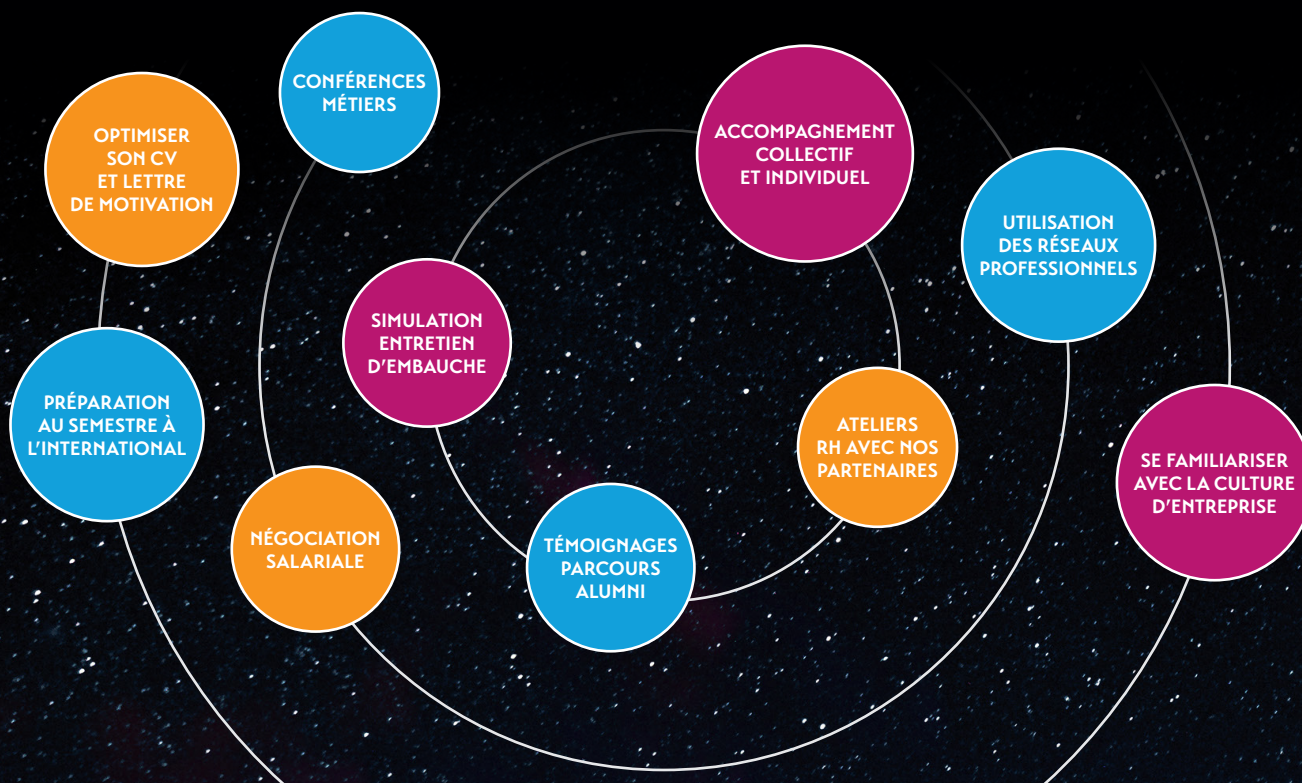 CONFÉRENCES
MÉTIERS
OPTIMISER
SON CV
ET LETTRE
DE MOTIVATION
ACCOMPAGNEMENT
COLLECTIF
ET INDIVIDUEL
UTILISATION
DES RÉSEAUX
PROFESSIONNELS
SIMULATION
ENTRETIEN
D'EMBAUCHE
PRÉPARATION
AU SEMESTRE À
L'INTERNATIONAL
ATELIERS
RH AVEC NOS
PARTENAIRES
SE FAMILIARISER
AVEC LA CULTURE
D'ENTREPRISE
NÉGOCIATION
SALARIALE
TÉMOIGNAGES
PARCOURS
ALUMNI